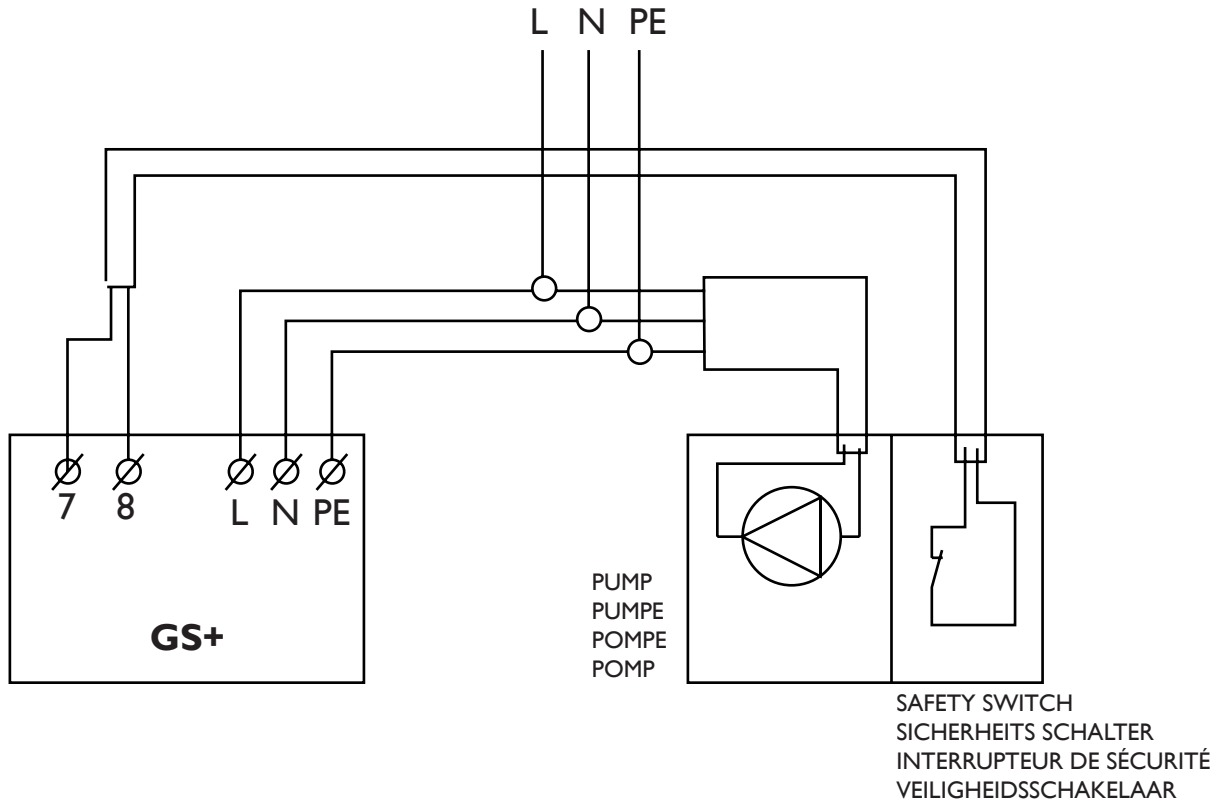 L N PE
7 8 L N PE
GS+
PUMP
PUMPE
POMPE
POMP
SAFETY SWITCH
SICHERHEITS SCHALTER
INTERRUPTEUR DE SÉCURITÉ
VEILIGHEIDSSCHAKELAAR